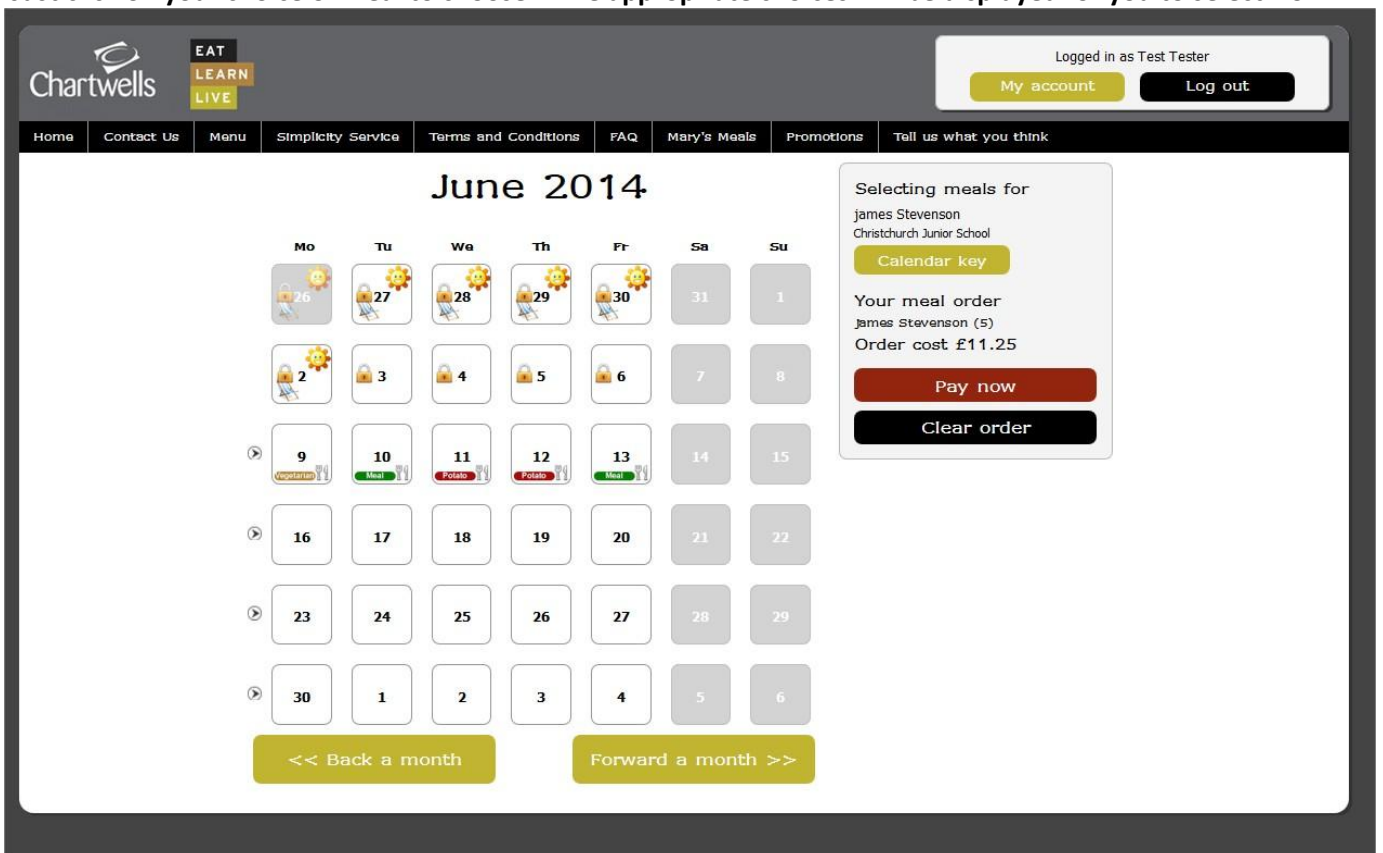 EAT
Chartwells LEARN
LIVE
Logged in as Test Tester
My account Log out
Home Contact Us Menu Simplicity Service Terms and Conditions FAQ Mary's Meals Promotions Tell us what you think
June 2014
Mo Tu We Th Fr Sa Su
26 27 28 29 30 31 1
2 3 4 5 6 7 8
9 10 11 12 13 14 15
Vegetarian Meal Potato Potato Meal
16 17 18 19 20 21 22
23 24 25 26 27 28 29
30 1 2 3 4 5 6
<< Back a month Forward a month >>
Selecting meals for
james Stevenson
Christchurch Junior School
Calendar key
Your meal order
james Stevenson (5)
Order cost £11.25
Pay now
Clear order